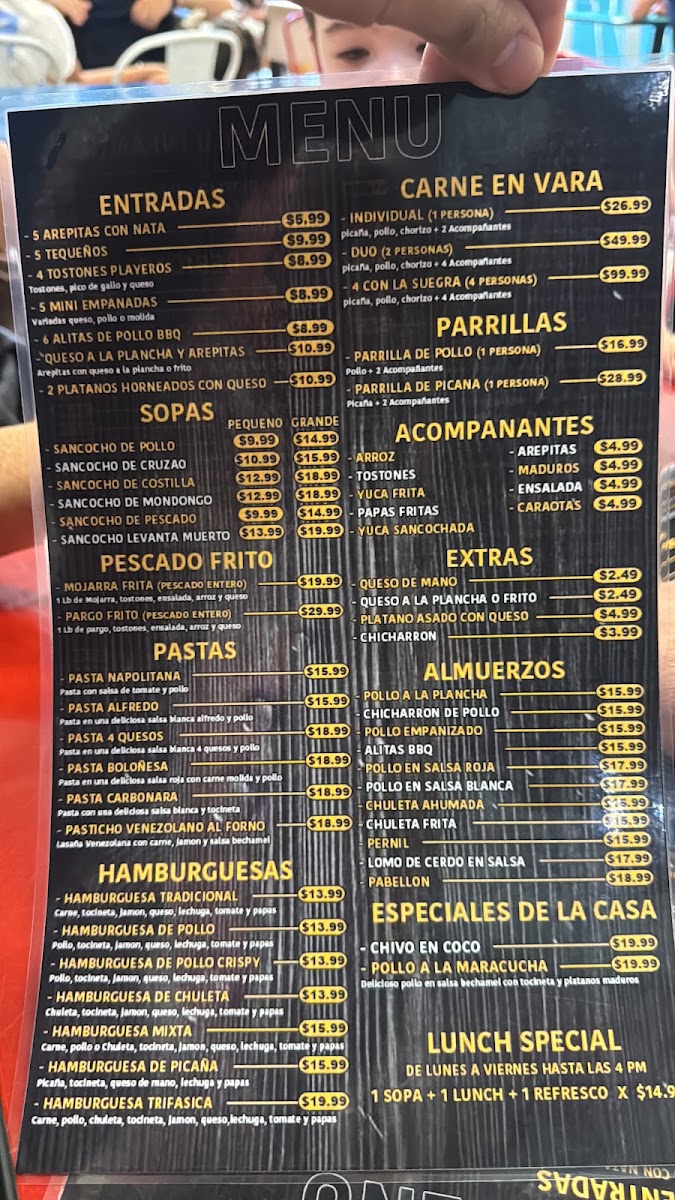 MENU
ENTRADAS
- 5 AREPITAS CON NATA $5.99
- 5 TEQUEÑOS $9.99
- 4 TOSTONES PLAYEROS $8.99
Tostones, pico de gallo y queso
- 5 MINI EMPANADAS $8.99
Variadas queso, pollo o molida
- 6 ALITAS DE POLLO BBQ $8.99
- QUESO A LA PLANCHA Y AREPITAS $10.99
Arepitas con queso a la plancha o frito
- 2 PLATANOS HORNEADOS CON QUESO $10.99
SOPAS
PEQUENO GRANDE
- SANCOCHO DE POLLO $9.99 $14.99
- SANCOCHO DE CRUZAO $10.99 $15.99
- SANCOCHO DE COSTILLA $12.99 $18.99
- SANCOCHO DE MONDONGO $12.99 $18.99
- SANCOCHO DE PESCADO $9.99 $14.99
- SANCOCHO LEVANTA MUERTO $13.99 $19.99
PESCADO FRITO
- MOJARRA FRITA (PESCADO ENTERO) $19.99
1 Lb de Mojarra, tostones, ensalada, arroz y queso
- PARGO FRITO (PESCADO ENTERO) $29.99
1 Lb de pargo, tostones, ensalada, arroz y queso
PASTAS
- PASTA NAPOLITANA $15.99
Pasta con salsa de tomate y pollo
- PASTA ALFREDO $15.99
Pasta en una deliciosa salsa blanca alfredo y pollo
- PASTA 4 QUESOS $18.99
Pasta en una deliciosa salsa blanca 4 quesos y pollo
- PASTA BOLOÑESA $18.99
Pasta en una deliciosa salsa roja con carne molida y pollo
- PASTA CARBONARA $18.99
Pasta con una deliciosa salsa blanca y tocineta
- PASTICHO VENEZOLANO AL FORNO $18.99
Lasaña Venezolana con carne, jamon y salsa bechamel
HAMBURGUESAS
- HAMBURGUESA TRADICIONAL $13.99
Carne, tocineta, jamon, queso, lechuga, tomate y papas
- HAMBURGUESA DE POLLO $13.99
Pollo, tocineta, jamon, queso, lechuga, tomate y papas
- HAMBURGUESA DE POLLO CRISPY $13.99
Pollo, tocineta, jamon, queso, lechuga, tomate y papas
- HAMBURGUESA DE CHULETA $13.99
Chuleta, tocineta, jamon, queso, lechuga, tomate y papas
- HAMBURGUESA MIXTA $15.99
Carne, pollo o Chuleta, tocineta, jamon, queso, lechuga, tomate y papas
- HAMBURGUESA DE PICAÑA $15.99
Picaña, tocineta, queso de mano, lechuga y papas
- HAMBURGUESA TRIFASICA $19.99
Carne, pollo, chuleta, tocineta, jamon, queso,lechuga, tomate y papas
CARNE EN VARA
- INDIVIDUAL (1 PERSONA) $26.99
picaña, pollo, chorizo + 2 Acompañantes
- DUO (2 PERSONAS) $49.99
picaña, pollo, chorizo + 4 Acompañantes
- 4 CON LA SUEGRA (4 PERSONAS) $99.99
picaña, pollo, chorizo + 4 Acompañantes
PARRILLAS
- PARRILLA DE POLLO (1 PERSONA) $16.99
Pollo + 2 Acompañantes
- PARRILLA DE PICANA (1 PERSONA) $28.99
Picaña + 2 Acompañantes
ACOMPANANTES
- ARROZ - AREPITAS $4.99
- TOSTONES - MADUROS $4.99
- YUCA FRITA - ENSALADA $4.99
- PAPAS FRITAS - CARAOTAS $4.99
- YUCA SANCOCHADA
EXTRAS
- QUESO DE MANO $2.49
- QUESO A LA PLANCHA O FRITO $2.49
- PLATANO ASADO CON QUESO $4.99
- CHICHARRON $3.99
ALMUERZOS
- POLLO A LA PLANCHA $15.99
- CHICHARRON DE POLLO $15.99
- POLLO EMPANIZADO $15.99
- ALITAS BBQ $15.99
- POLLO EN SALSA ROJA $17.99
- POLLO EN SALSA BLANCA $17.99
- CHULETA AHUMADA $15.99
- CHULETA FRITA $15.99
- PERNIL $15.99
- LOMO DE CERDO EN SALSA $17.99
- PABELLON $18.99
ESPECIALES DE LA CASA
- CHIVO EN COCO $19.99
- POLLO A LA MARACUCHA $19.99
Delicioso pollo en salsa bechamel con tocineta y platanos maduros
LUNCH SPECIAL
DE LUNES A VIERNES HASTA LAS 4 PM
1 SOPA + 1 LUNCH + 1 REFRESCO X $14.9
ENTRADAS
CON NATA